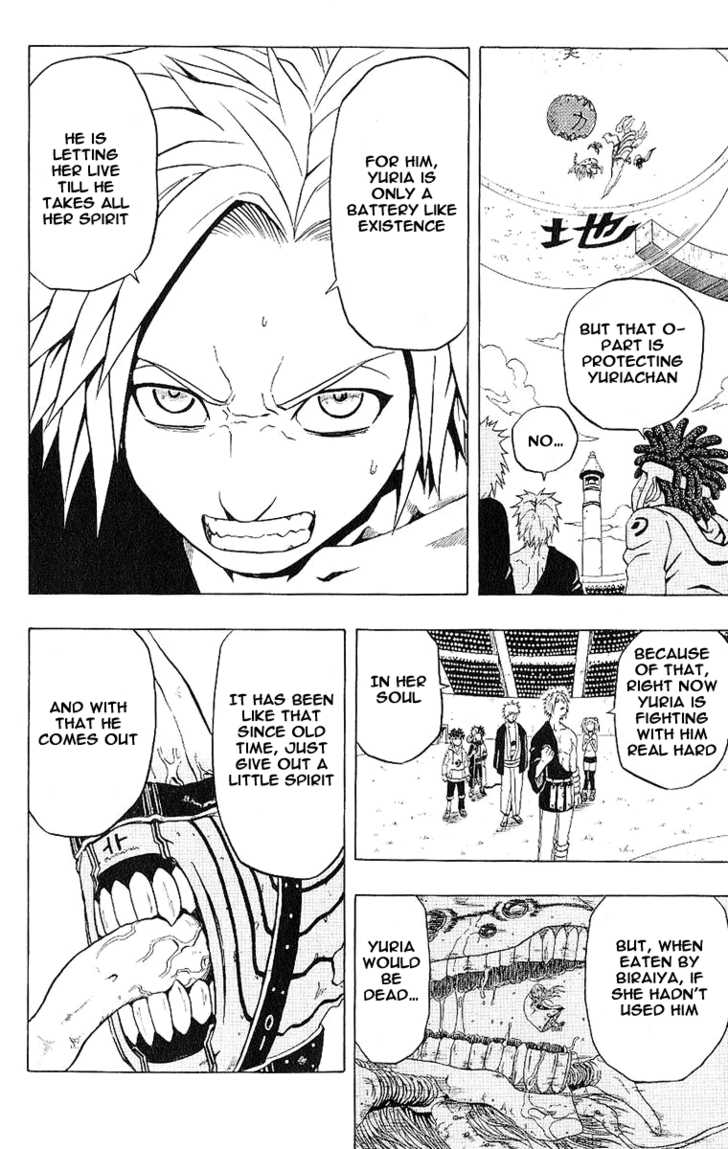 天
力
地
BUT THAT O-
PART IS
PROTECTING
YURIACHAN
NO...
FOR HIM,
YURIA IS
ONLY A
BATTERY LIKE
EXISTENCE
HE IS
LETTING
HER LIVE
TILL HE
TAKES ALL
HER SPIRIT
BECAUSE
OF THAT,
RIGHT NOW
YURIA IS
FIGHTING
WITH HIM
REAL HARD
IN HER
SOUL
BUT, WHEN
EATEN BY
BIRAIYA, IF
SHE HADN'T
USED HIM
YURIA
WOULD
BE
DEAD...
IT HAS BEEN
LIKE THAT
SINCE OLD
TIME, JUST
GIVE OUT A
LITTLE SPIRIT
AND WITH
THAT HE
COMES OUT